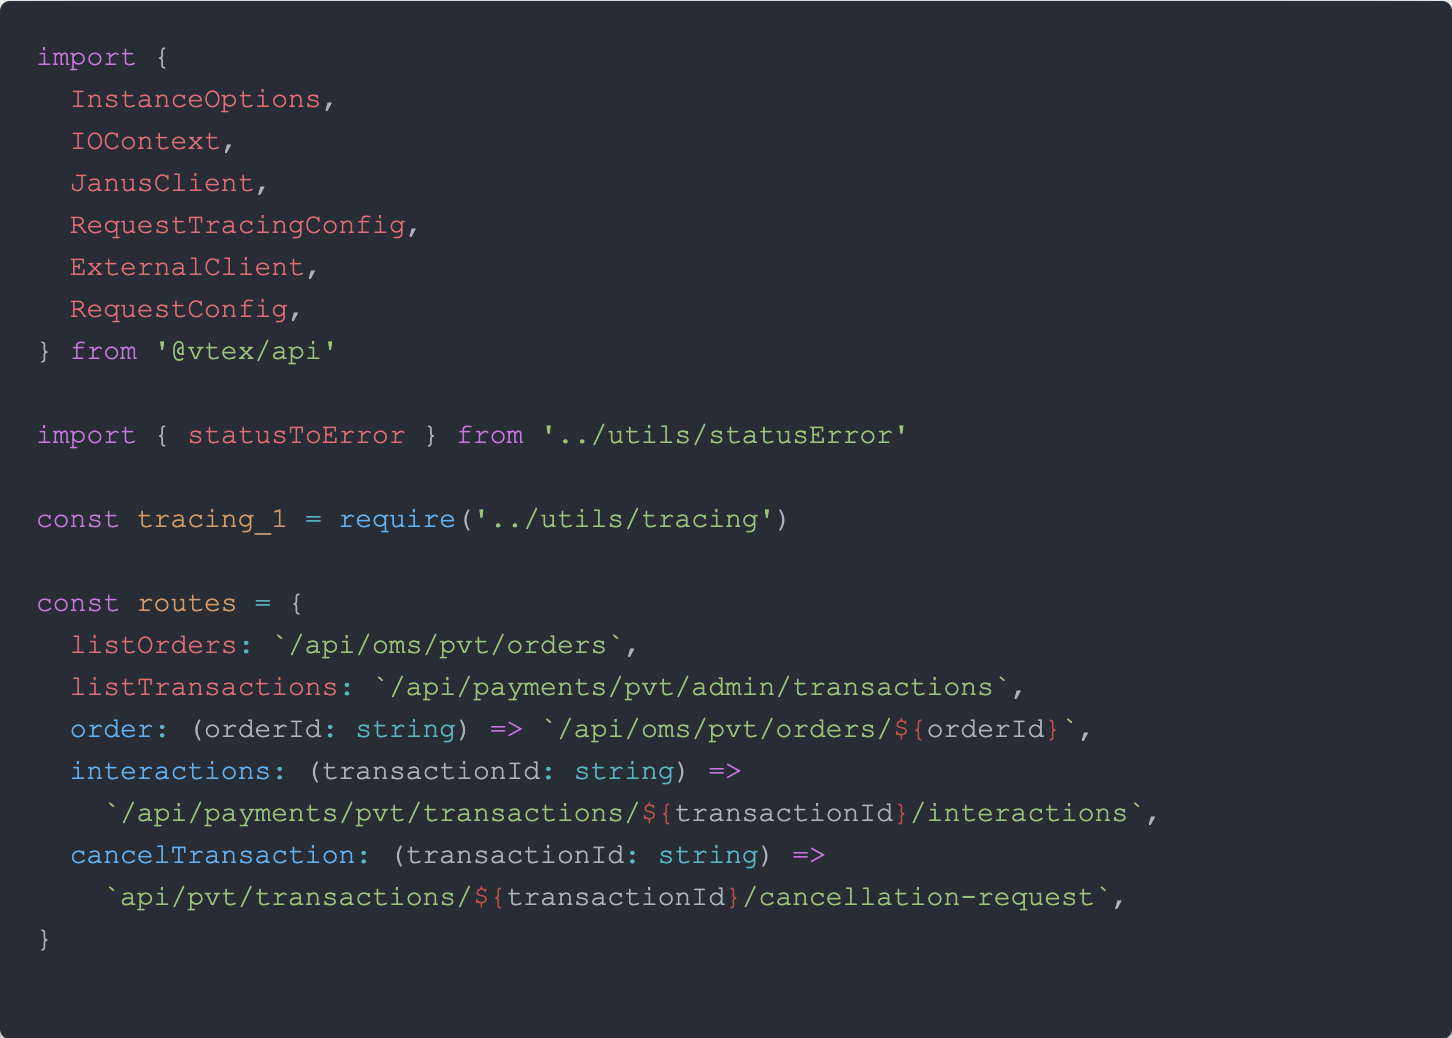 import {
  InstanceOptions,
  IOContext,
  JanusClient,
  RequestTracingConfig,
  ExternalClient,
  RequestConfig,
} from '@vtex/api'

import { statusToError } from '../utils/statusError'

const tracing_1 = require('../utils/tracing')

const routes = {
  listOrders: `/api/oms/pvt/orders`,
  listTransactions: `/api/payments/pvt/admin/transactions`,
  order: (orderId: string) => `/api/oms/pvt/orders/${orderId}`,
  interactions: (transactionId: string) =>
    `/api/payments/pvt/transactions/${transactionId}/interactions`,
  cancelTransaction: (transactionId: string) =>
    `api/pvt/transactions/${transactionId}/cancellation-request`,
}